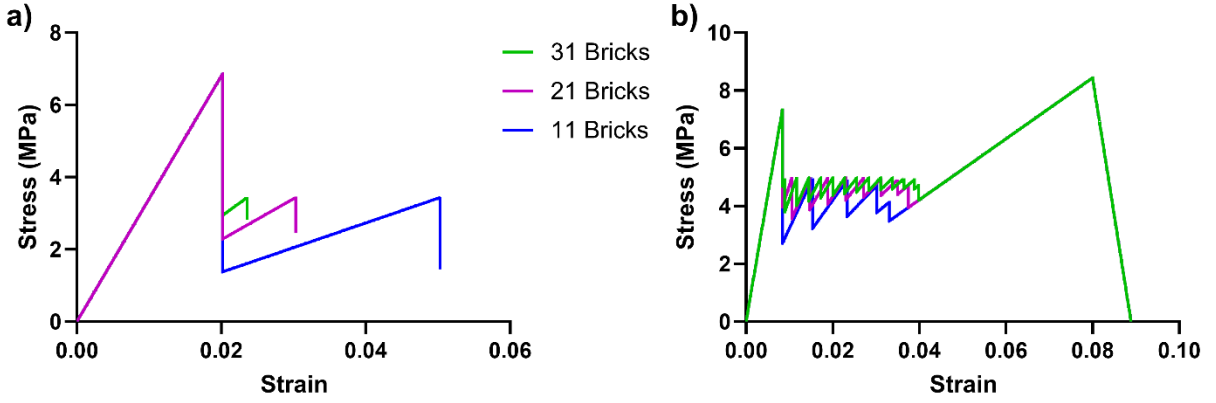 a)
Stress (MPa)
8
6
4
2
0
0.00 0.02 0.04 0.06
Strain
31 Bricks
21 Bricks
11 Bricks
b)
Stress (MPa)
10
8
6
4
2
0
0.00 0.02 0.04 0.06 0.08 0.10
Strain